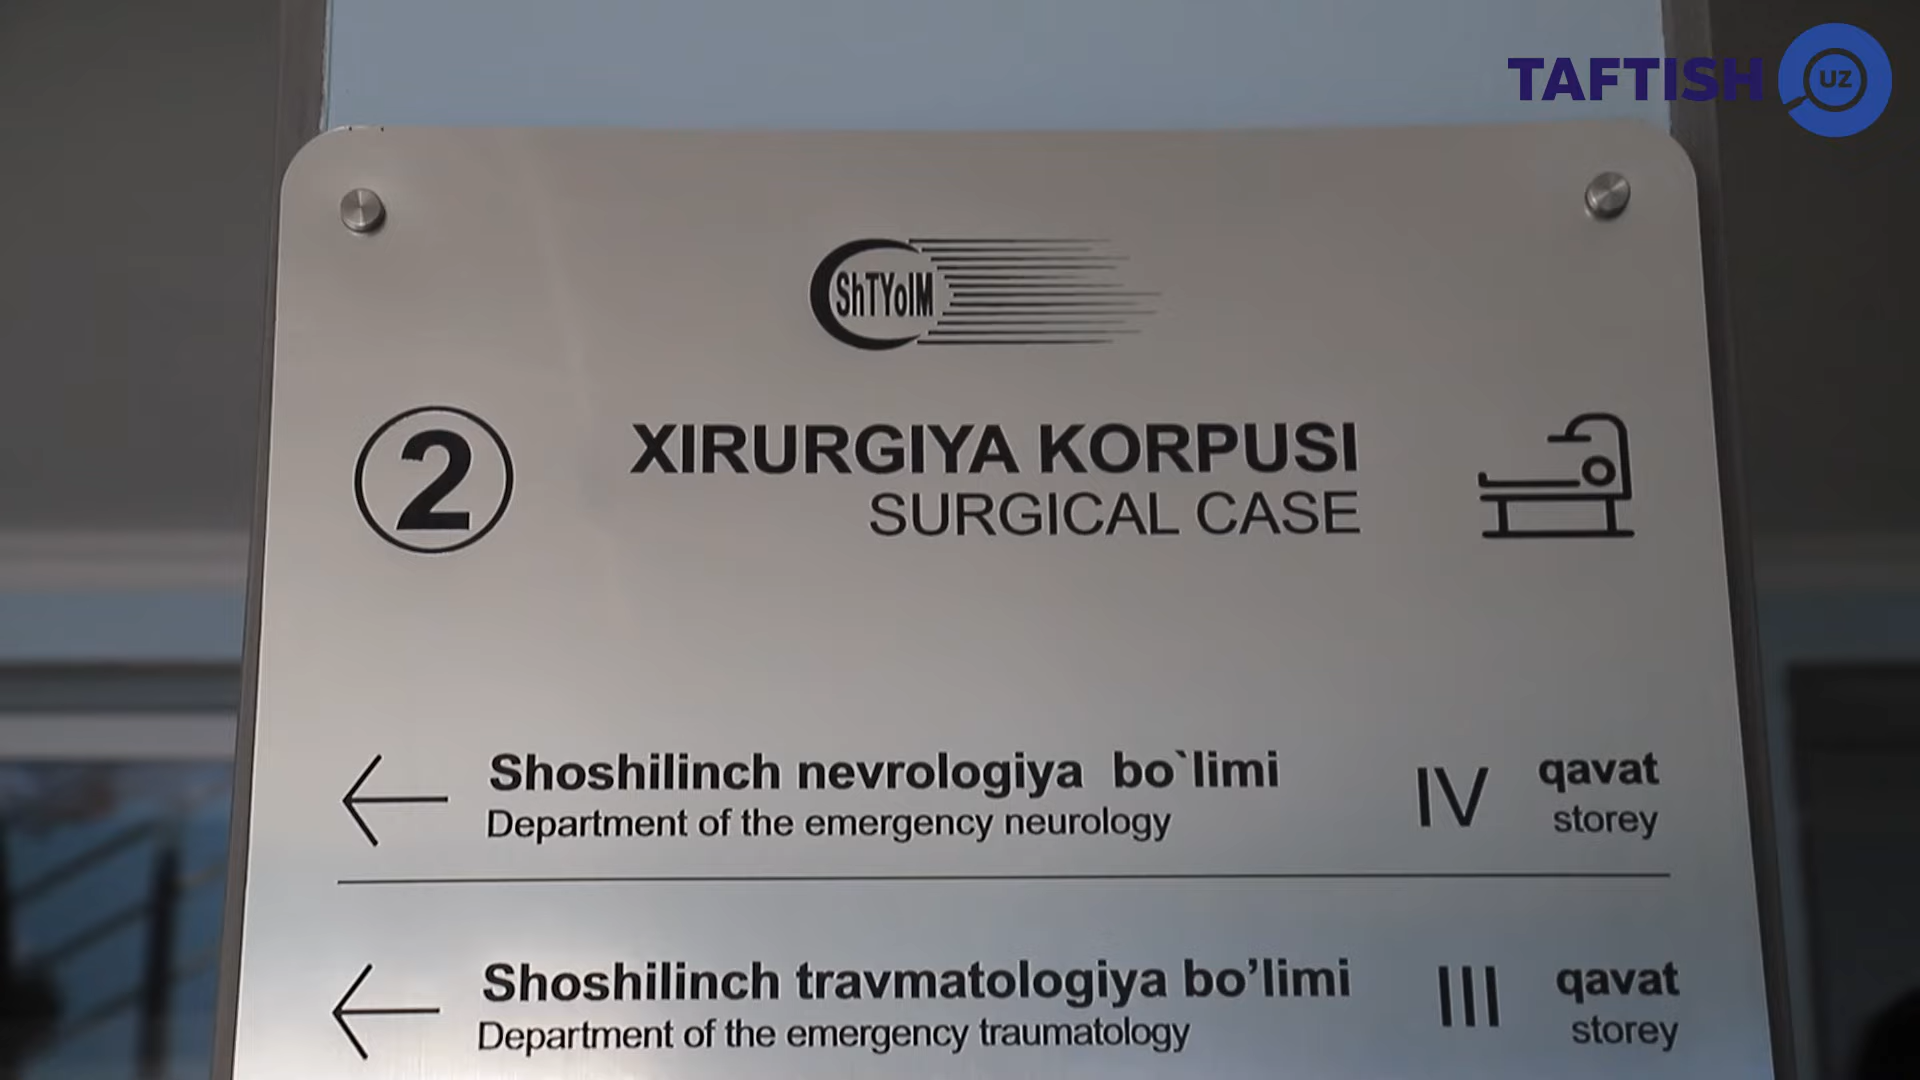 TAFTISH UZ
ShTYoIM
2
XIRURGIYA KORPUSI
SURGICAL CASE
Shoshilinch nevrologiya bo`limi IV qavat
Department of the emergency neurology storey
Shoshilinch travmatologiya bo’limi III qavat
Department of the emergency traumatology storey